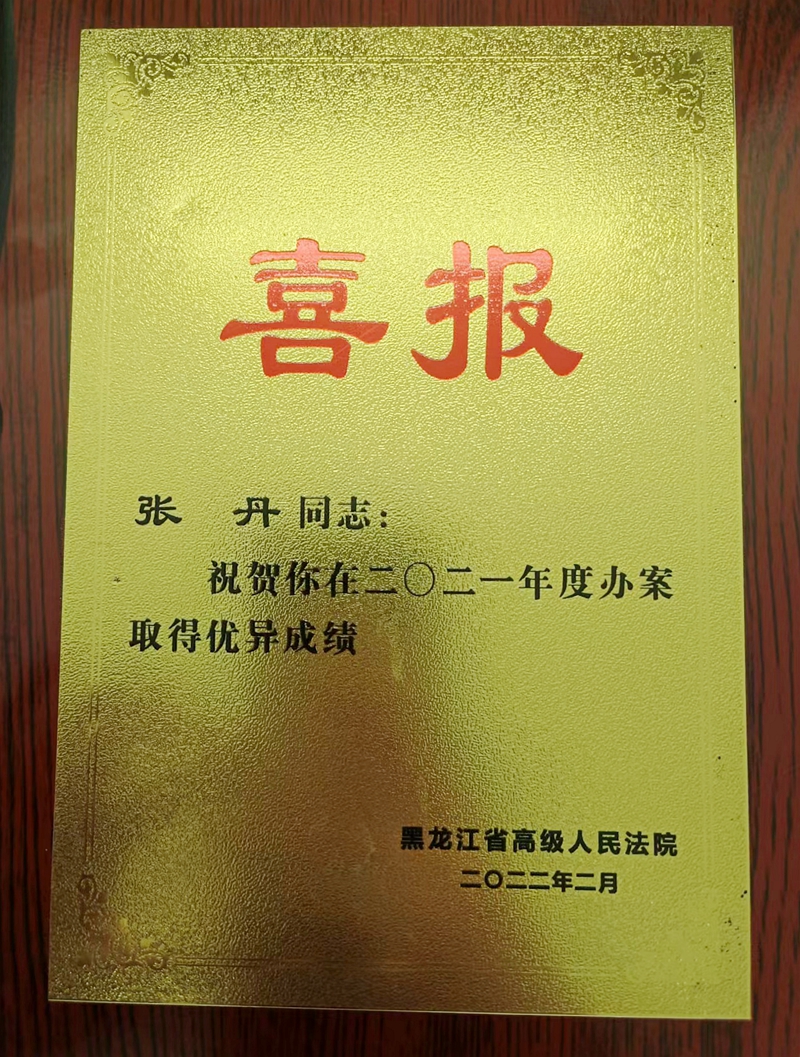 喜报
张 丹 同志：
祝贺你在二〇二一年度办案
取得优异成绩
黑龙江省高级人民法院
二〇二二年二月